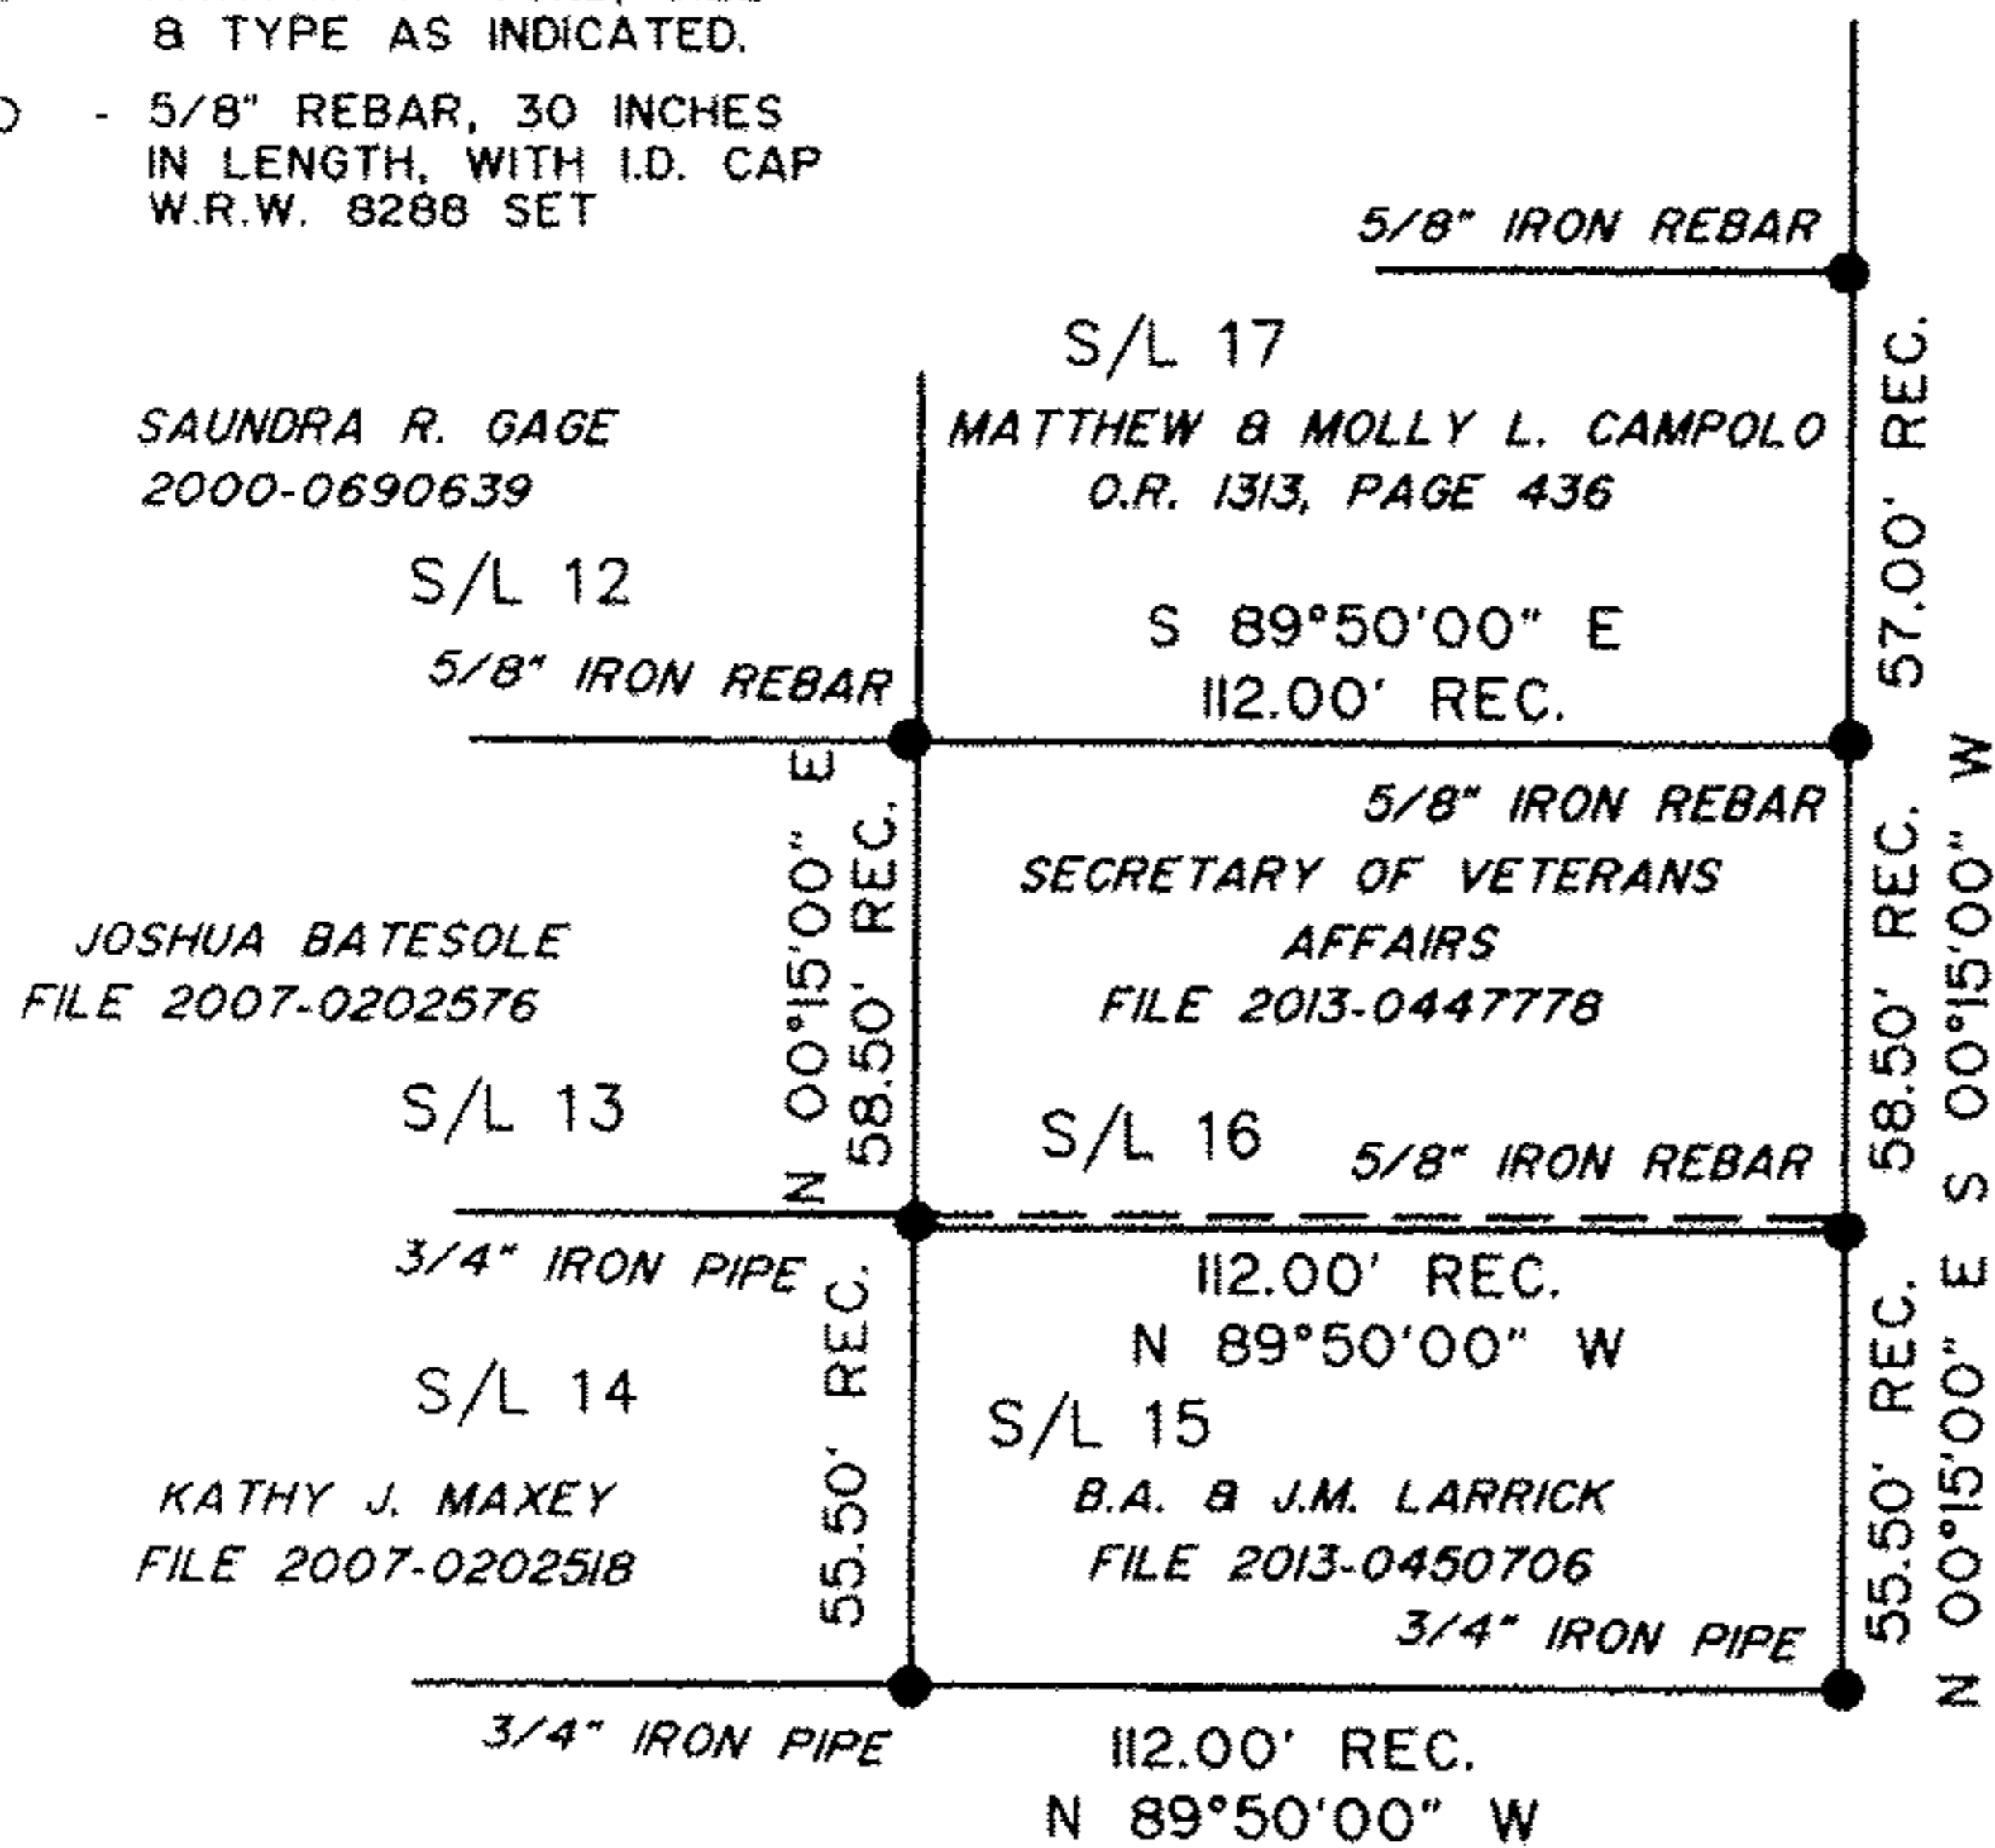 & TYPE AS INDICATED.
- 5/8" REBAR, 30 INCHES
IN LENGTH, WITH I.D. CAP
W.R.W. 8288 SET
5/8" IRON REBAR
S/L 17
MATTHEW & MOLLY L. CAMPOLO
O.R. 1313, PAGE 436
57.00' REC.
SAUNDRA R. GAGE
2000-0690639
S/L 12
5/8" IRON REBAR
S 89°50'00" E
112.00' REC.
5/8" IRON REBAR
SECRETARY OF VETERANS
AFFAIRS
FILE 2013-0447778
S/L 16
5/8" IRON REBAR
N 00°15'00" E
58.50' REC.
58.50' REC.
S 00°15'00" W
JOSHUA BATESOLE
FILE 2007-0202576
S/L 13
3/4" IRON PIPE
112.00' REC.
N 89°50'00" W
S/L 14
KATHY J. MAXEY
FILE 2007-0202518
55.50' REC.
S/L 15
B.A. & J.M. LARRICK
FILE 2013-0450706
3/4" IRON PIPE
55.50' REC.
N 00°15'00" E
3/4" IRON PIPE
112.00' REC.
N 89°50'00" W